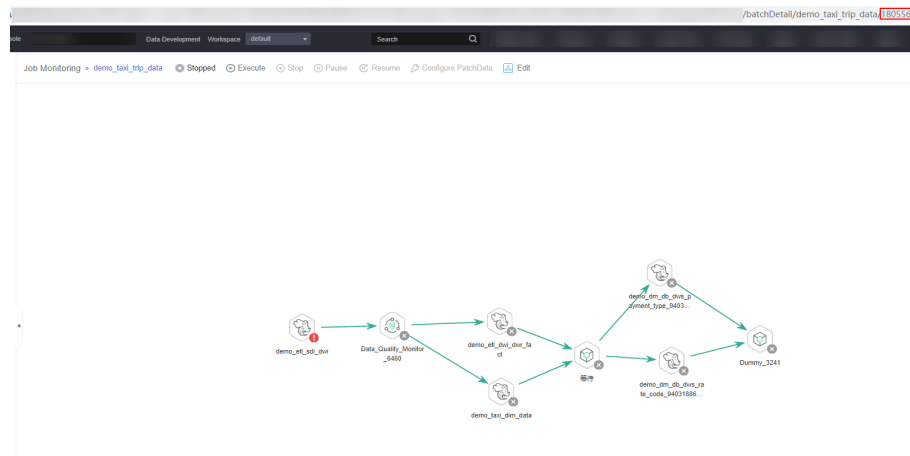 /batchDetail/demo_taxi_trip_data/180556
ole Data Development Workspace default Search
Job Monitoring > demo_taxi_trip_data Stopped Execute Stop Pause Resume Configure PatchData Edit
demo_dm_db_dws_p
ayment_type_9403...
demo_etl_sdi_dwi
Data_Quality_Monitor
_6460
demo_etl_dwi_dwr_fa
ct
等待
Dummy_3241
demo_dm_db_dws_ra
te_code_94031886...
demo_taxi_dim_data